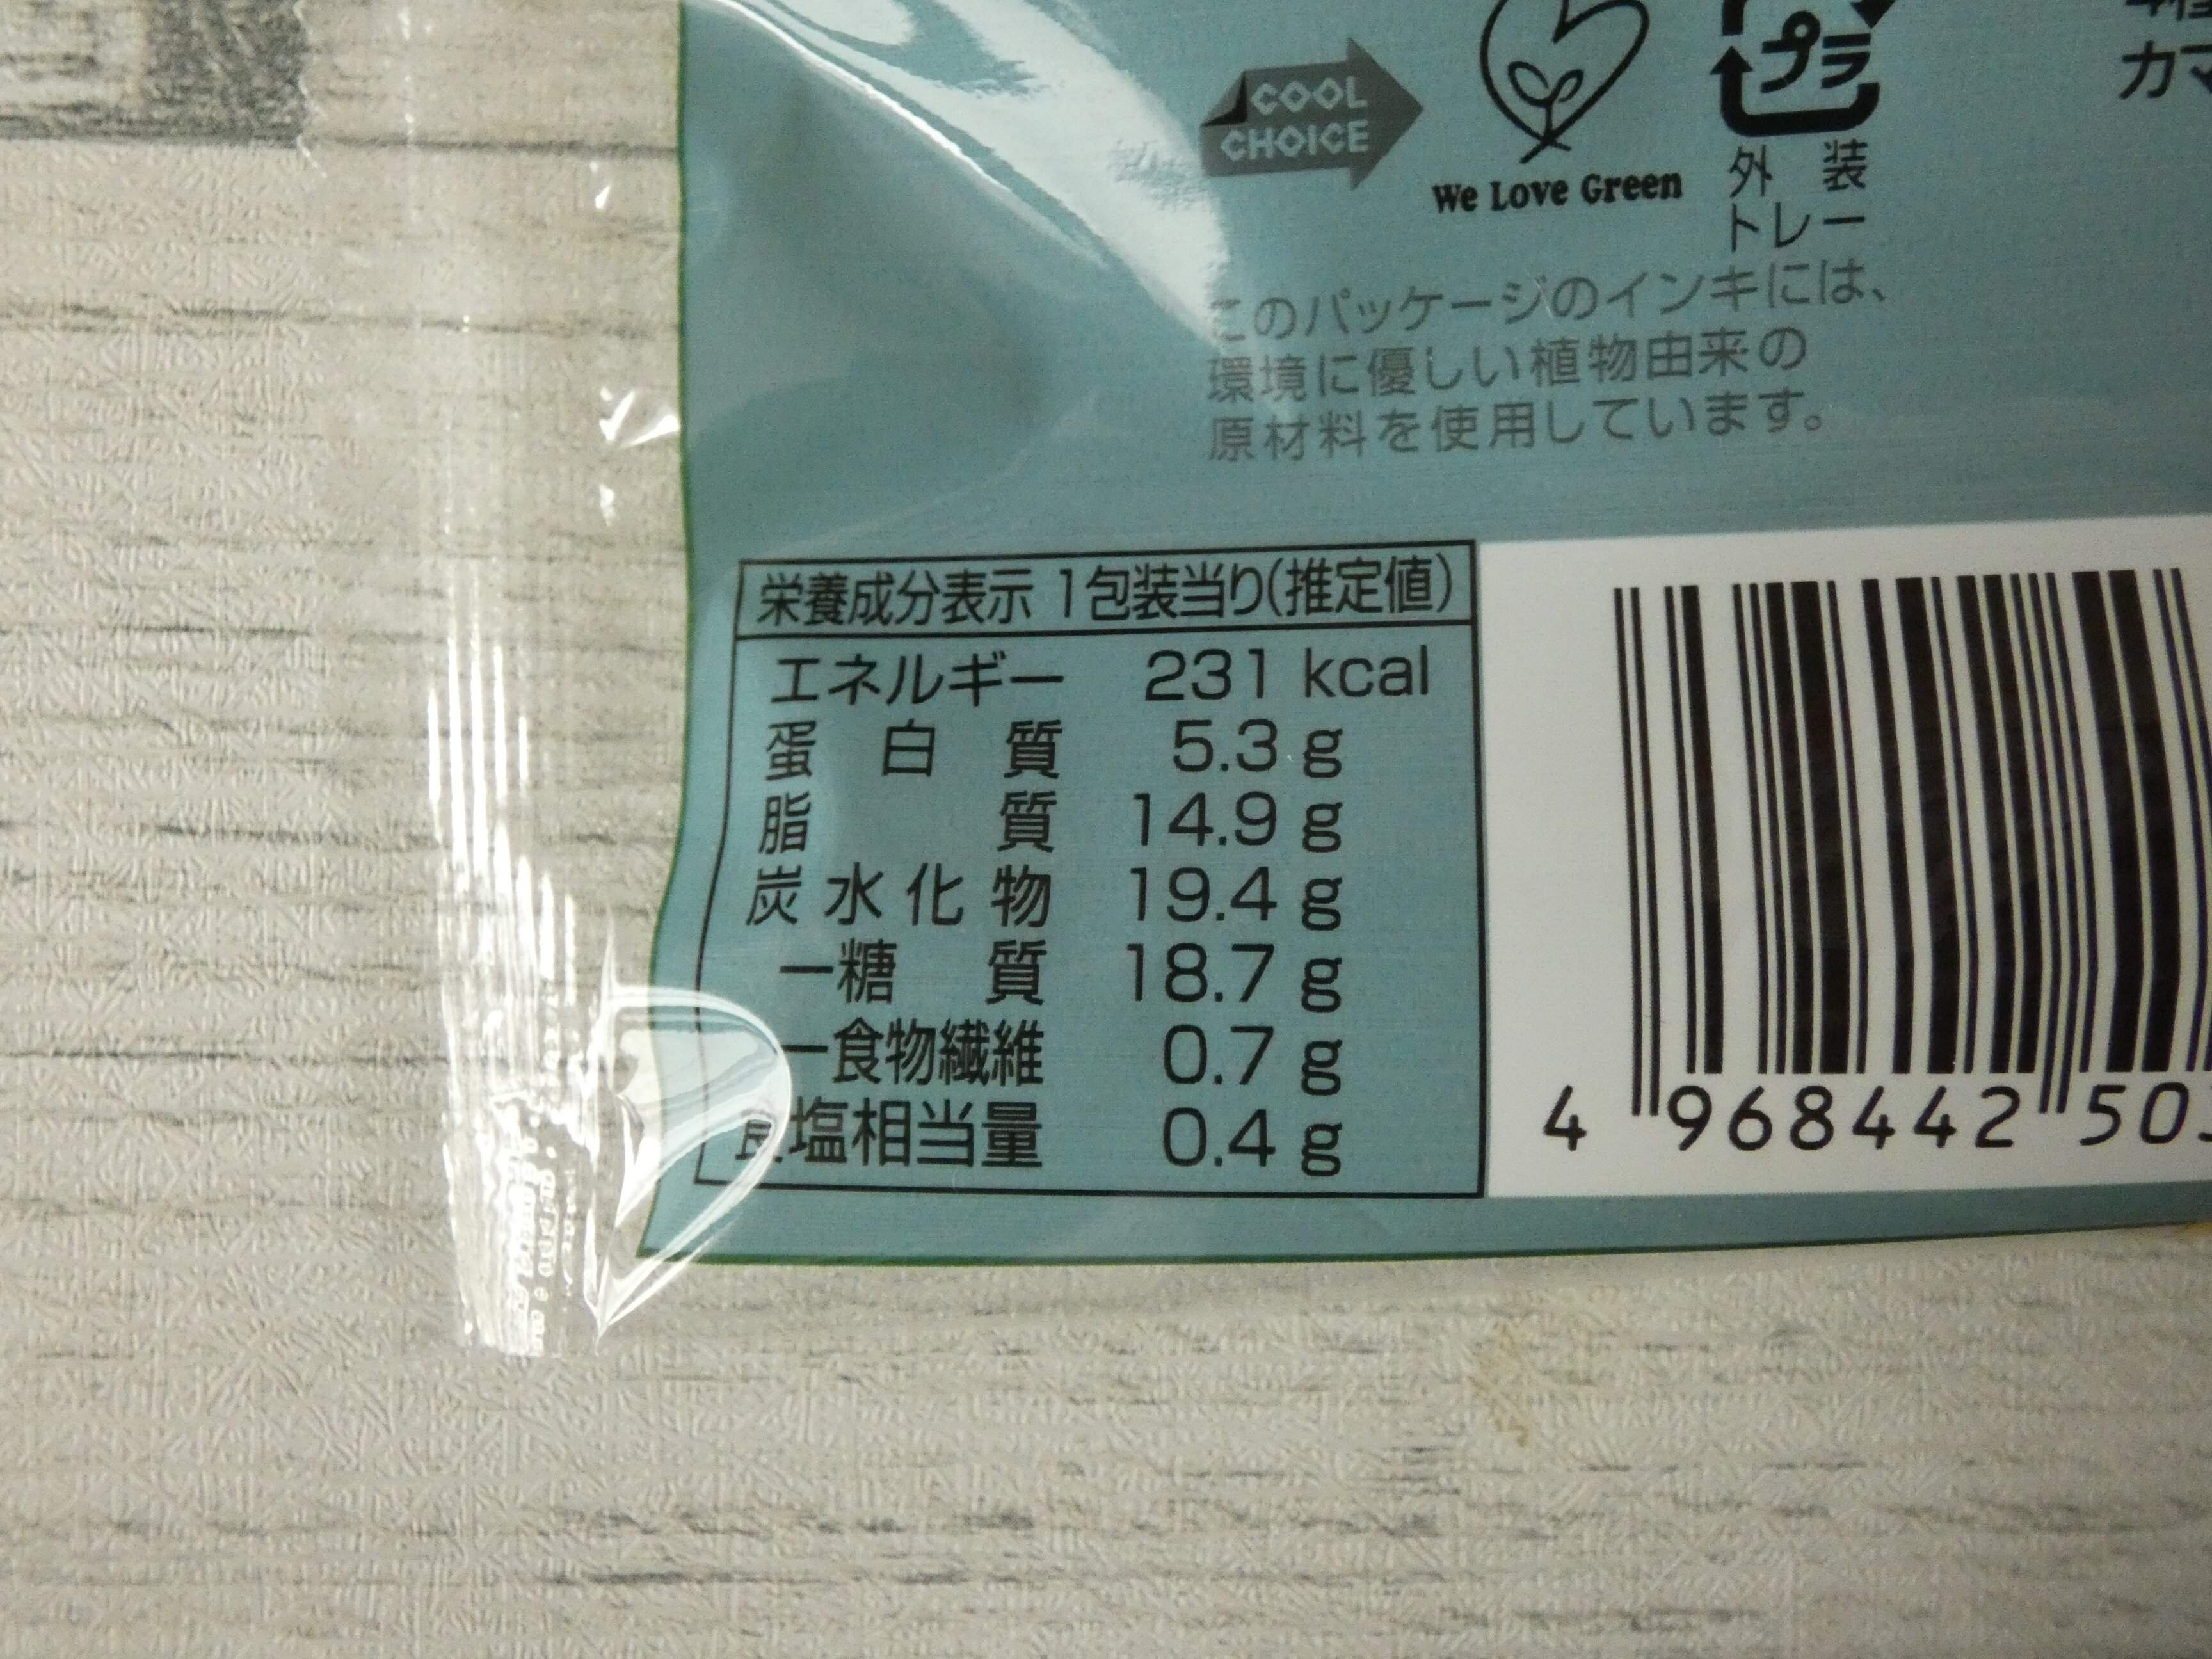 COOL
CHOICE
We Love Green
プラ
外 装
トレー
カマ
このパッケージのインキには、
環境に優しい植物由来の
原材料を使用しています。
栄養成分表示 1包装当り(推定値)
エネルギー 231 kcal
蛋白質 5.3 g
脂質 14.9 g
炭水化物 19.4 g
ー糖質 18.7 g
ー食物繊維 0.7 g
食塩相当量 0.4 g
4 968442 50